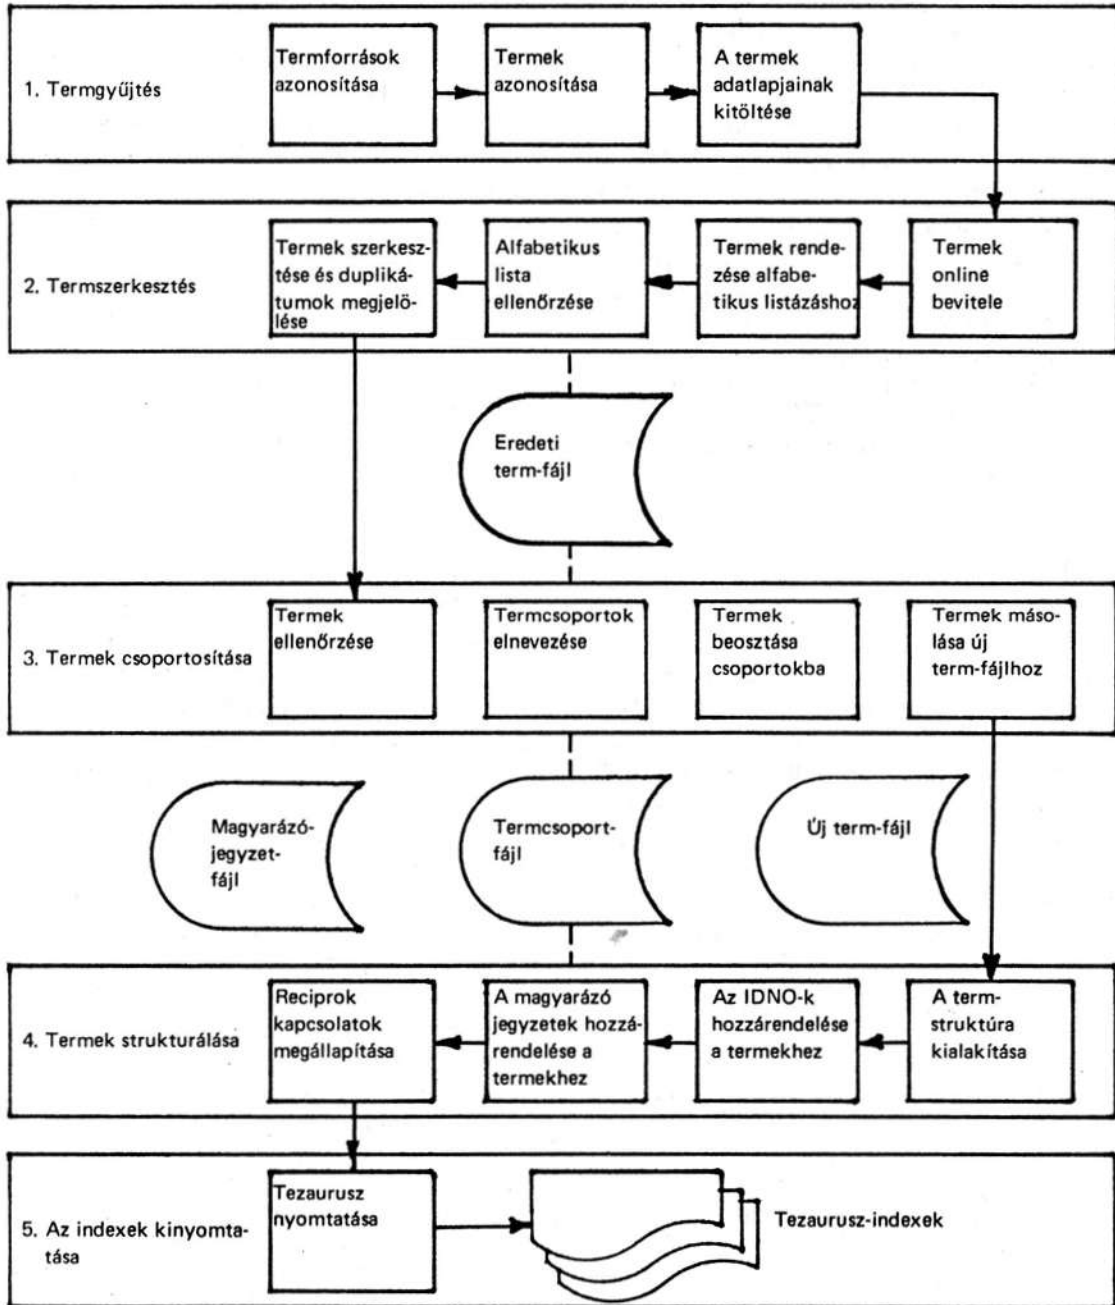 1. Termgyűjtés
Termforrások
azonosítása
Termek
azonosítása
A termek
adatlapjainak
kitöltése
2. Termszerkesztés
Termek szerkesz-
tése és dupliká-
tumok megjelö-
lése
Alfabetikus
lista
ellenőrzése
Termek rende-
zése alfabe-
tikus listázáshoz
Termek
online
bevitele
Eredeti
term-fájl
3. Termek csoportosítása
Termek
ellenőrzése
Termcsoportok
elnevezése
Termek
beosztása
csoportokba
Termek máso-
lása új
term-fájlhoz
Magyarázó-
jegyzet-
fájl
Termcsoport-
fájl
Új term-fájl
4. Termek strukturálása
Reciprok
kapcsolatok
megállapítása
A magyarázó
jegyzetek hozzá-
rendelése a
termekhez
Az IDNO-k
hozzárendelése
a termekhez
A term-
struktúra
kialakítása
5. Az indexek kinyomta-
tása
Tezaurusz
nyomtatása
Tezaurusz-indexek